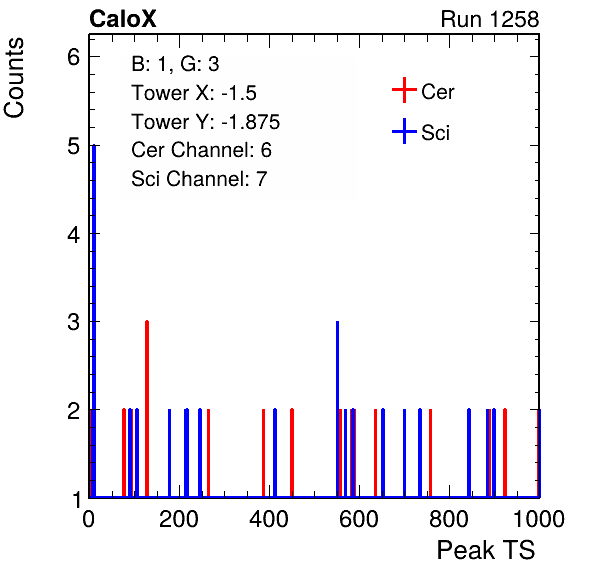 CaloX Run 1258
Counts
B: 1, G: 3
Tower X: -1.5
Tower Y: -1.875
Cer Channel: 6
Sci Channel: 7
Cer
Sci
6
5
4
3
2
1
0 200 400 600 800 1000
Peak TS